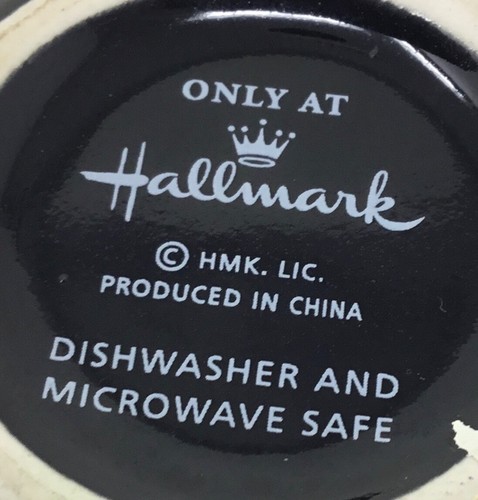 ONLY AT
Hallmark
© HMK. LIC.
PRODUCED IN CHINA
DISHWASHER AND
MICROWAVE SAFE